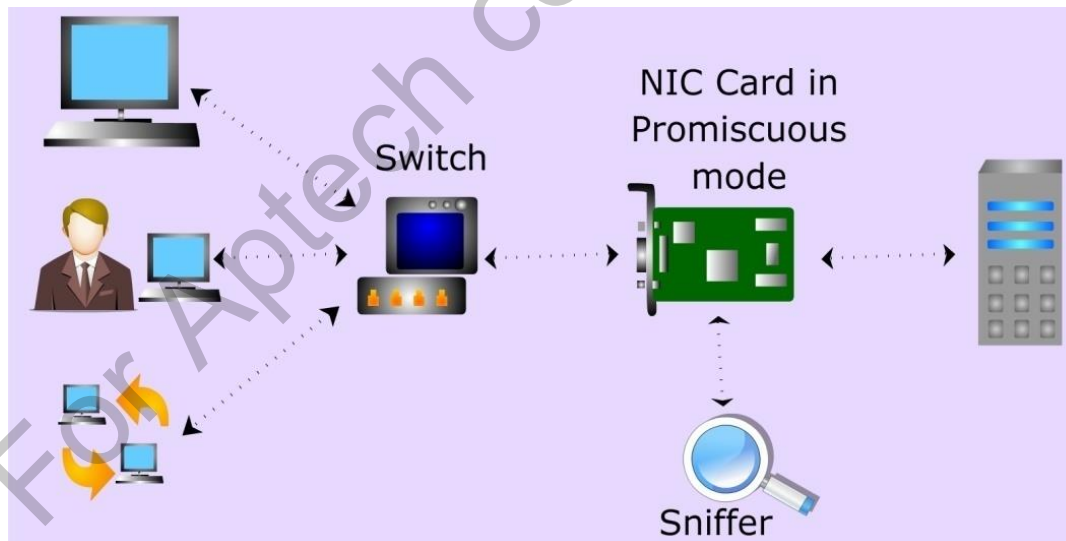 For Aptech
Switch
NIC Card in
Promiscuous
mode
Sniffer